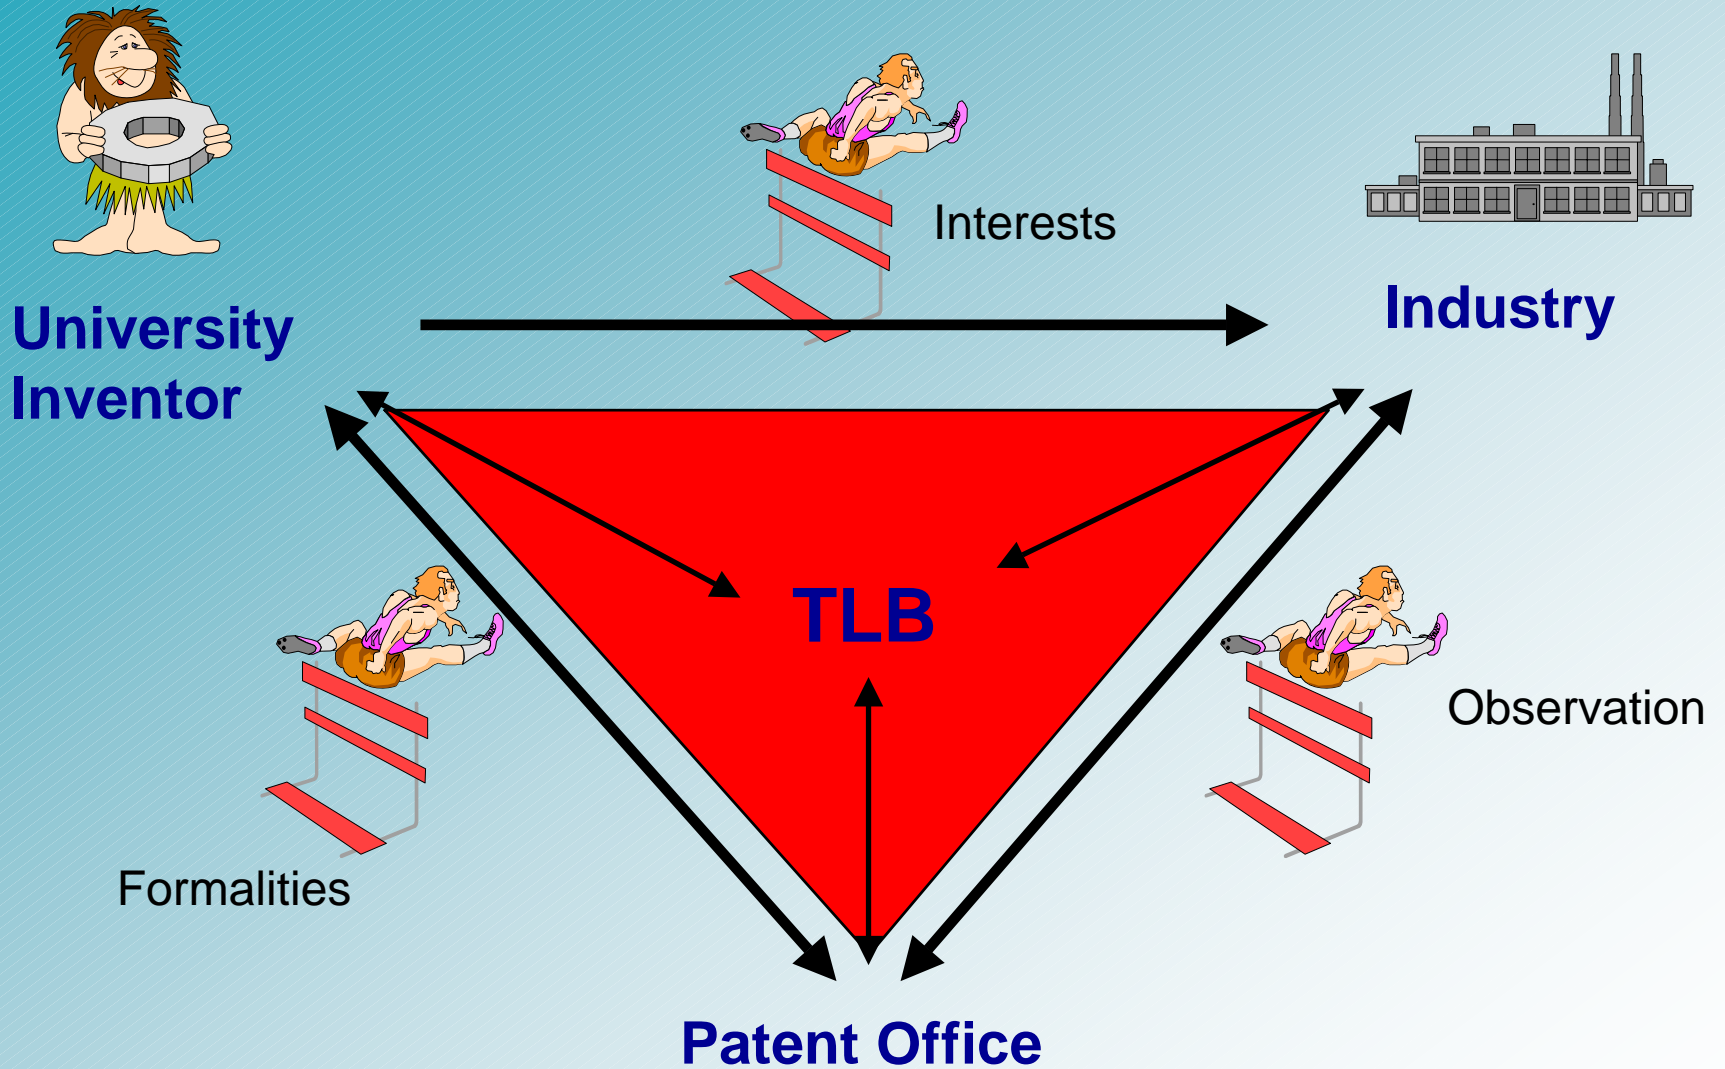 Interests
Industry
University
Inventor
TLB
Observation
Formalities
Patent Office